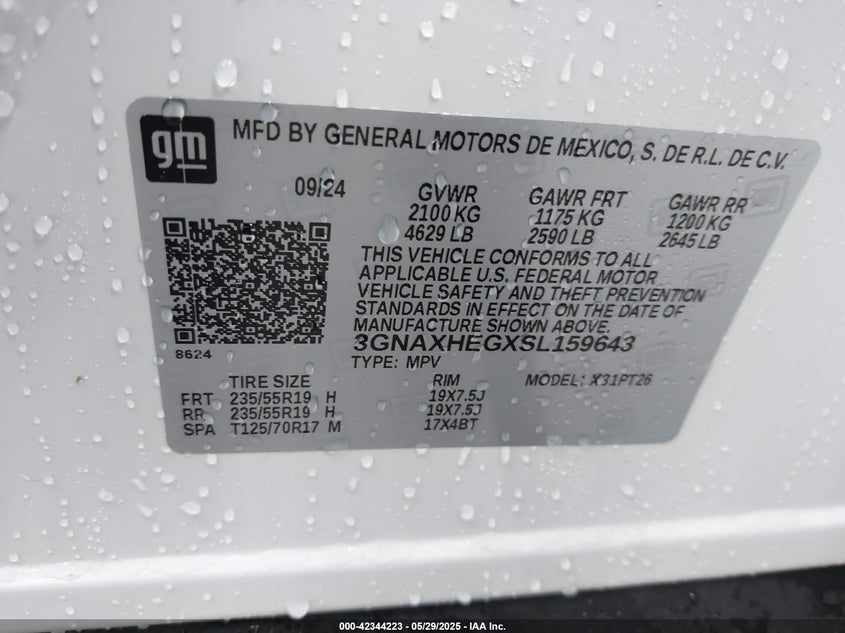 gm
MFD BY GENERAL MOTORS DE MEXICO, S. DE R.L. DE C.V.
09/24 GVWR GAWR FRT GAWR RR
2100 KG 1175 KG 1200 KG
4629 LB 2590 LB 2645 LB
THIS VEHICLE CONFORMS TO ALL
APPLICABLE U.S. FEDERAL MOTOR
VEHICLE SAFETY AND THEFT PREVENTION
STANDARDS IN EFFECT ON THE DATE OF
MANUFACTURE SHOWN ABOVE.
8624 3GNAXHEGXSL159643
TYPE: MPV
TIRE SIZE RIM MODEL: X31PT26
FRT 235/55R19 H 19X7.5J
RR 235/55R19 H 19X7.5J
SPA T125/70R17 M 17X4BT
000-42344223 — 05/29/2025 - IAA Inc.